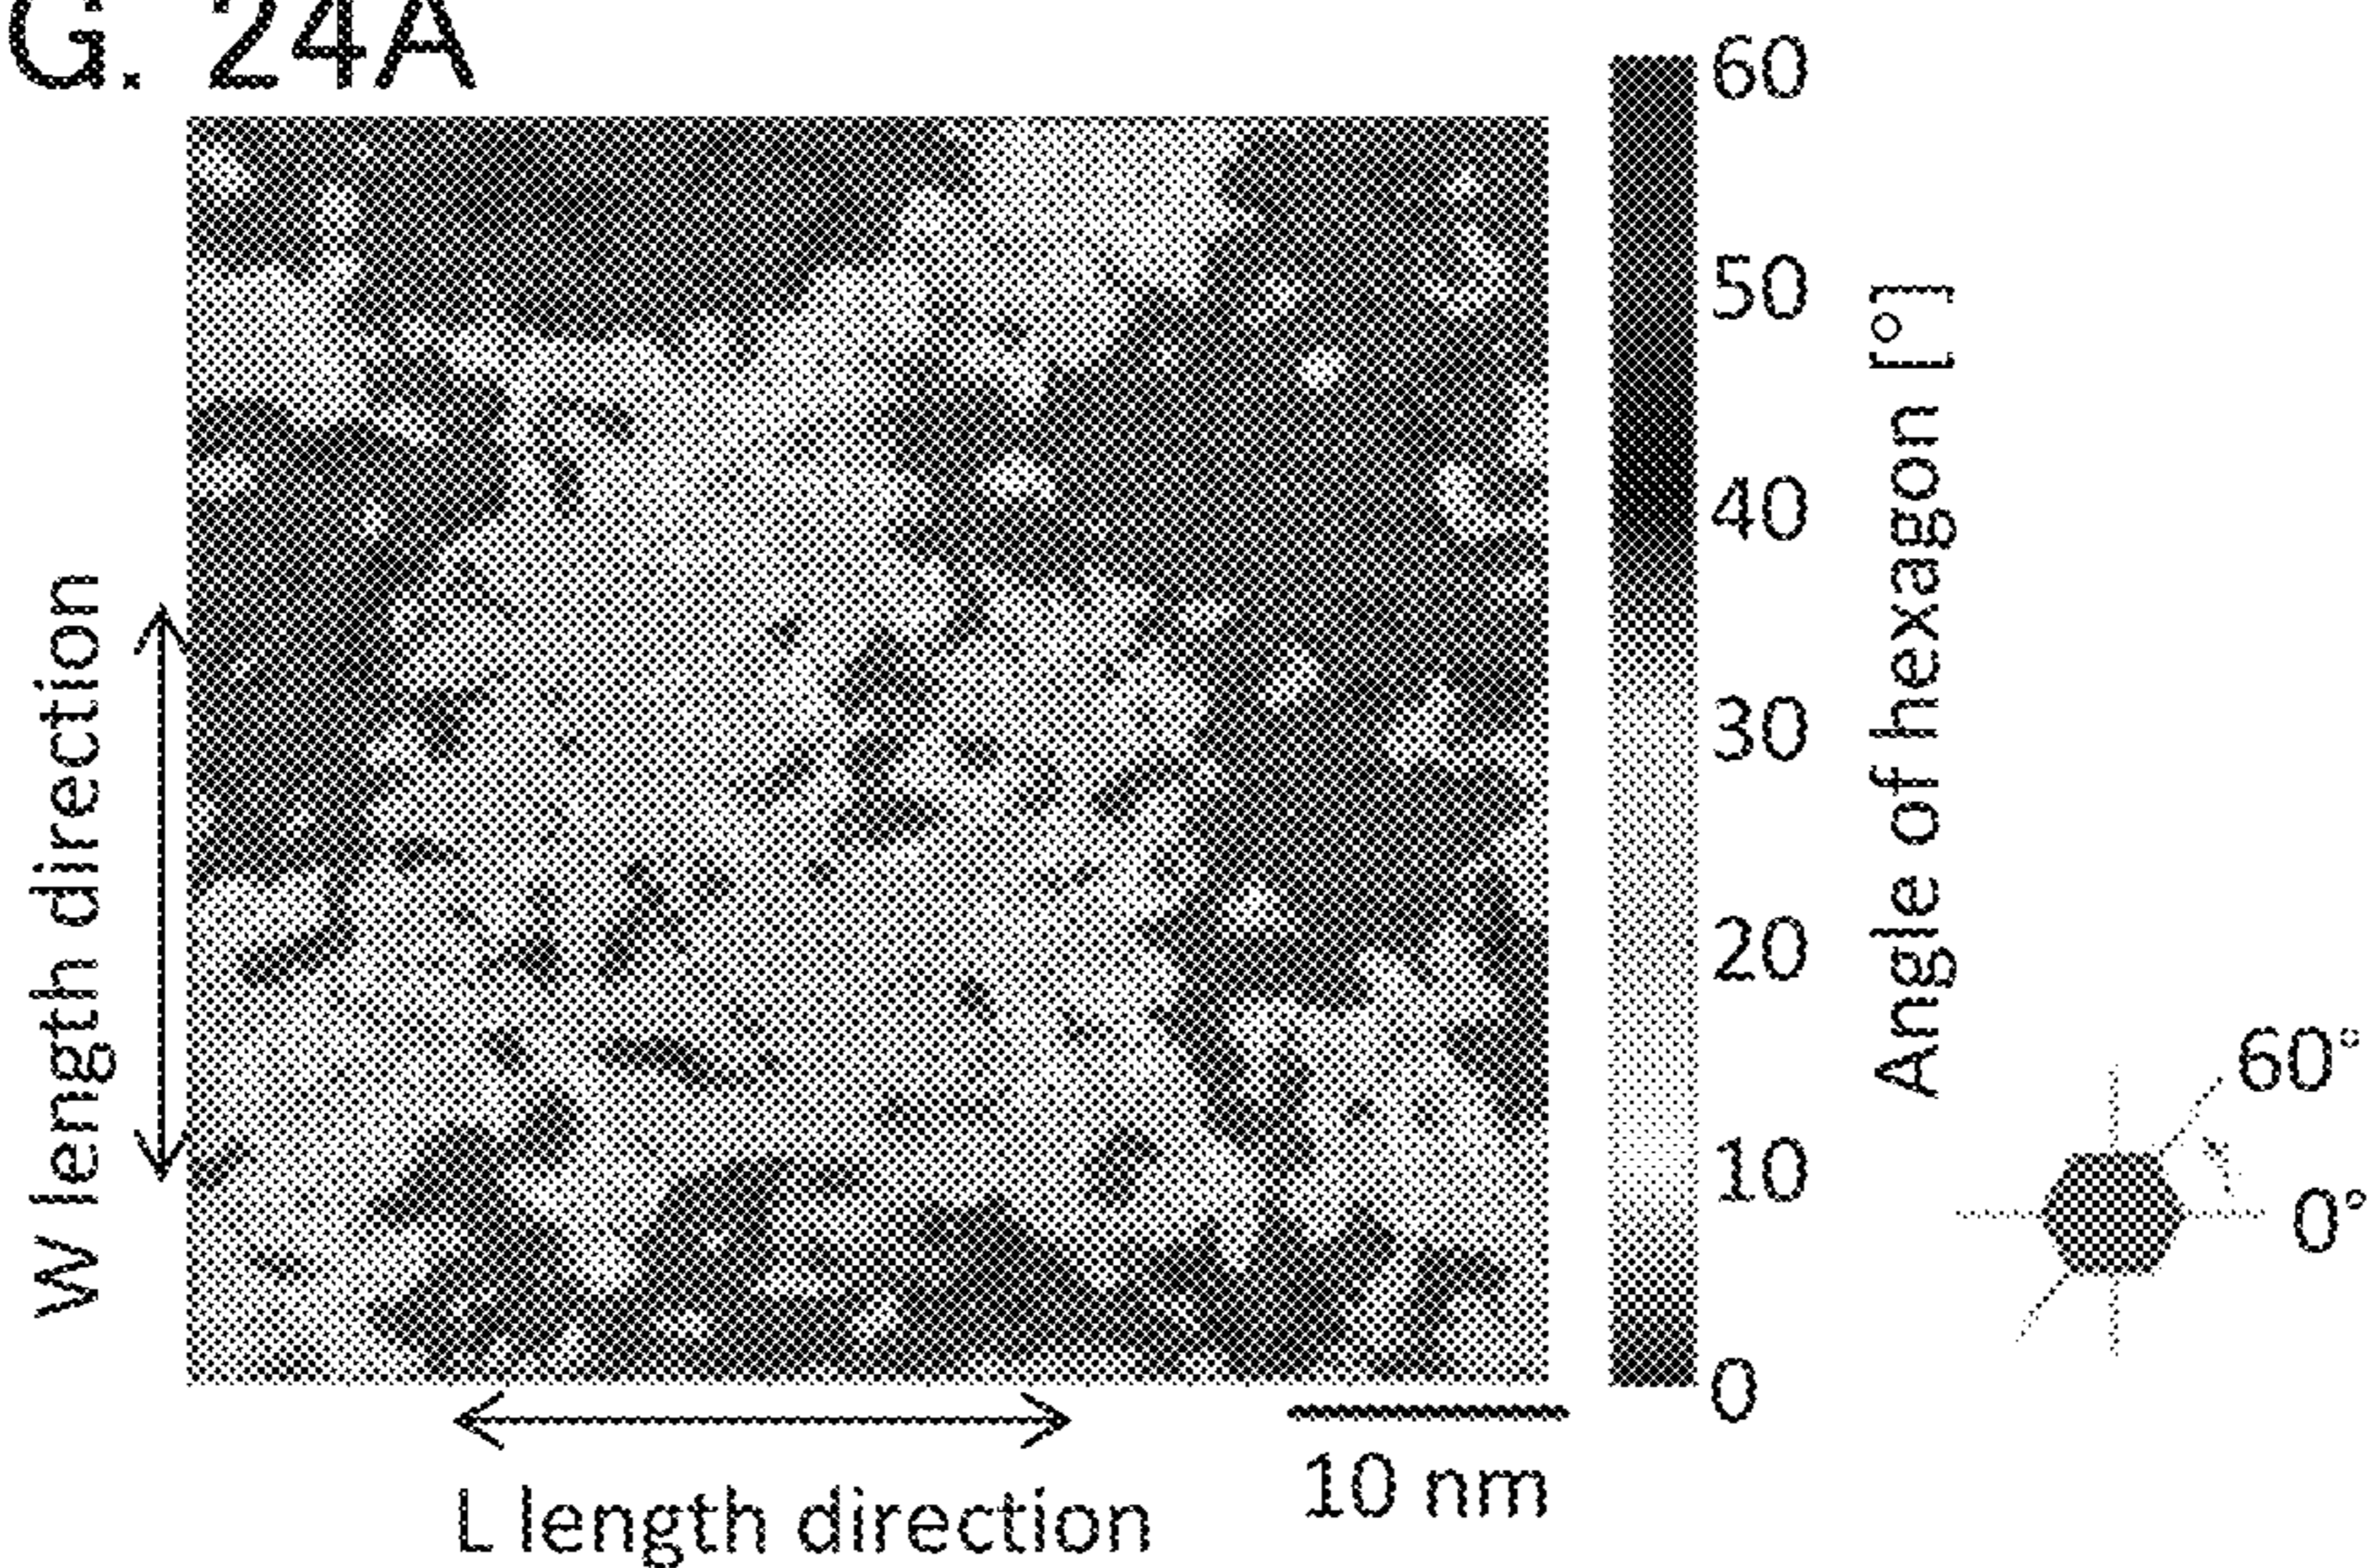 G. 24A
60
50
40
30
20
10
0
Angle of hexagon [°]
W length direction
L length direction
10 nm
60°
0°